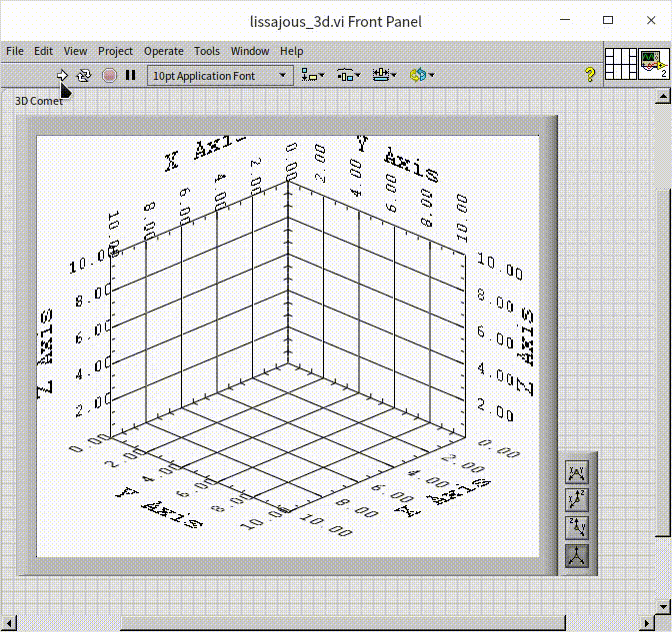 lissajous_3d.vi Front Panel
File Edit View Project Operate Tools Window Help
10pt Application Font
?
2
3D Comet
X Axis
Y Axis
10.00 8.00 6.00 4.00 2.00 0.00 2.00 4.00 6.00 8.00 10.00
10.00 10.00
8.00 8.00
6.00 6.00
Z Axis Z Axis
4.00 4.00
2.00 2.00
0.00 0.00
2.00 2.00
4.00 4.00
6.00 6.00
8.00 8.00
10.00 10.00
Y Axis X Axis